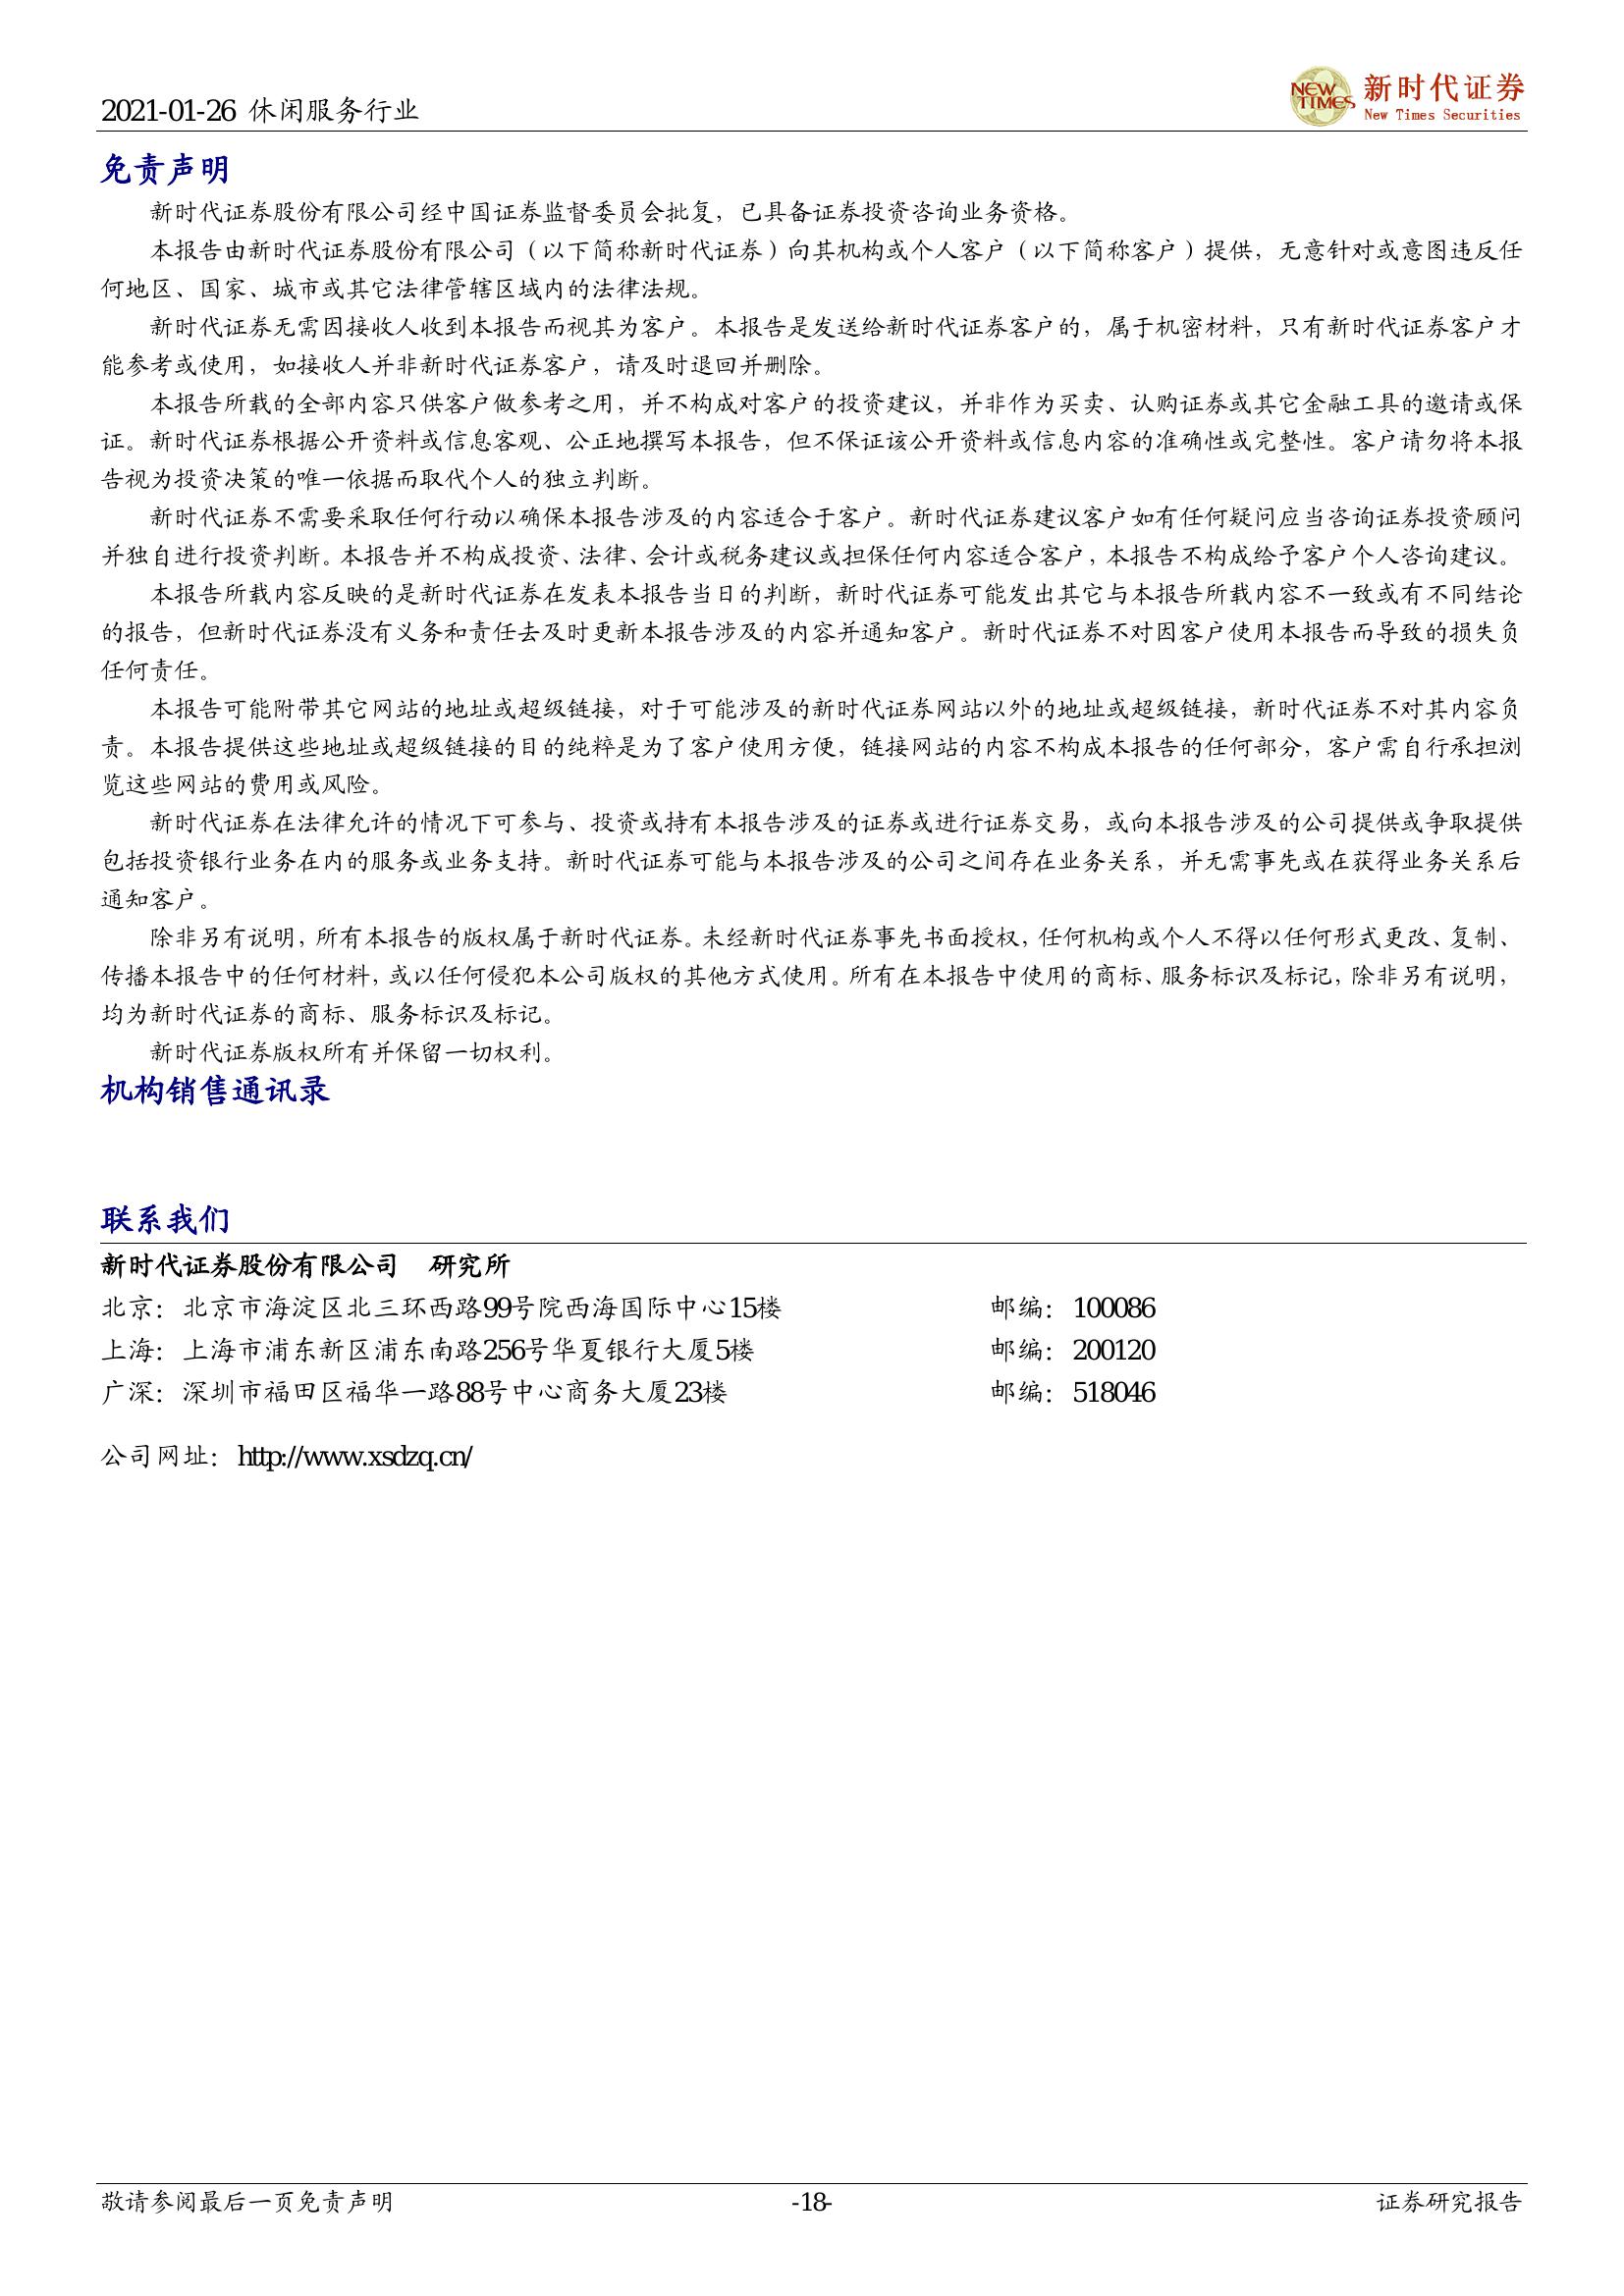 2021-01-26 休闲服务行业
NEW TIMES
新时代证券
New Times Securities
免责声明
新时代证券股份有限公司经中国证券监督委员会批复，已具备证券投资咨询业务资格。
本报告由新时代证券股份有限公司（以下简称新时代证券）向其机构或个人客户（以下简称客户）提供，无意针对或意图违反任
何地区、国家、城市或其它法律管辖区域内的法律法规。
新时代证券无需因接收人收到本报告而视其为客户。本报告是发送给新时代证券客户的，属于机密材料，只有新时代证券客户才
能参考或使用，如接收人并非新时代证券客户，请及时退回并删除。
本报告所载的全部内容只供客户做参考之用，并不构成对客户的投资建议，并非作为买卖、认购证券或其它金融工具的邀请或保
证。新时代证券根据公开资料或信息客观、公正地撰写本报告，但不保证该公开资料或信息内容的准确性或完整性。客户请勿将本报
告视为投资决策的唯一依据而取代个人的独立判断。
新时代证券不需要采取任何行动以确保本报告涉及的内容适合于客户。新时代证券建议客户如有任何疑问应当咨询证券投资顾问
并独自进行投资判断。本报告并不构成投资、法律、会计或税务建议或担保任何内容适合客户，本报告不构成给予客户个人咨询建议。
本报告所载内容反映的是新时代证券在发表本报告当日的判断，新时代证券可能发出其它与本报告所载内容不一致或有不同结论
的报告，但新时代证券没有义务和责任去及时更新本报告涉及的内容并通知客户。新时代证券不对因客户使用本报告而导致的损失负
任何责任。
本报告可能附带其它网站的地址或超级链接，对于可能涉及的新时代证券网站以外的地址或超级链接，新时代证券不对其内容负
责。本报告提供这些地址或超级链接的目的纯粹是为了客户使用方便，链接网站的内容不构成本报告的任何部分，客户需自行承担浏
览这些网站的费用或风险。
新时代证券在法律允许的情况下可参与、投资或持有本报告涉及的证券或进行证券交易，或向本报告涉及的公司提供或争取提供
包括投资银行业务在内的服务或业务支持。新时代证券可能与本报告涉及的公司之间存在业务关系，并无需事先或在获得业务关系后
通知客户。
除非另有说明，所有本报告的版权属于新时代证券。未经新时代证券事先书面授权，任何机构或个人不得以任何形式更改、复制、
传播本报告中的任何材料，或以任何侵犯本公司版权的其他方式使用。所有在本报告中使用的商标、服务标识及标记，除非另有说明，
均为新时代证券的商标、服务标识及标记。
新时代证券版权所有并保留一切权利。
机构销售通讯录
联系我们
新时代证券股份有限公司 研究所
北京：北京市海淀区北三环西路99号院西海国际中心15楼 邮编：100086
上海：上海市浦东新区浦东南路256号华夏银行大厦5楼 邮编：200120
广深：深圳市福田区福华一路88号中心商务大厦23楼 邮编：518046
公司网址：http://www.xsdzq.cn/
敬请参阅最后一页免责声明 -18- 证券研究报告